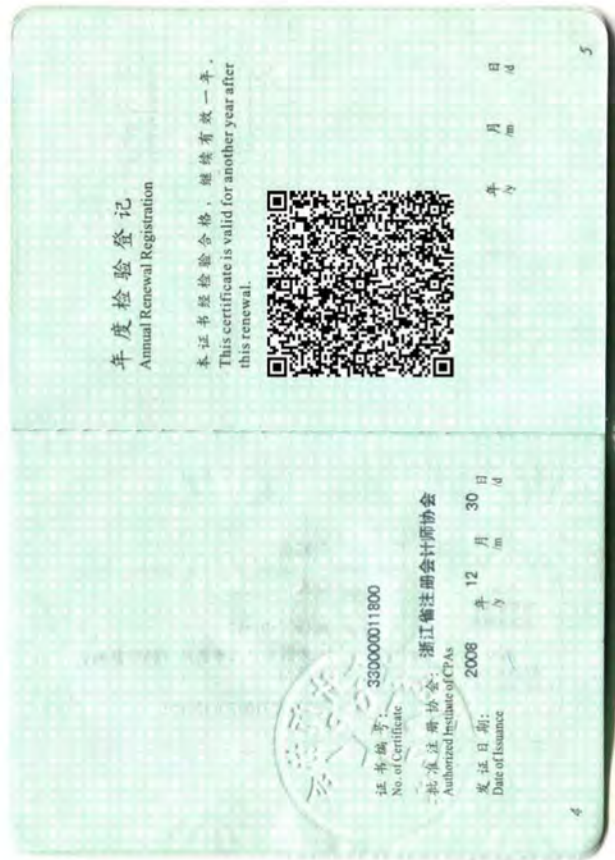 证书编号：
No. of Certificate
330000011800
批准注册协会：
Authorized Institute of CPAs
浙江省注册会计师协会
发证日期：
Date of Issuance
2008 年 12 月 30 日
/y /m /d
4
年度检验登记
Annual Renewal Registration
本证书经检验合格，继续有效一年。
This certificate is valid for another year after
this renewal.
年 月 日
/y /m /d
5